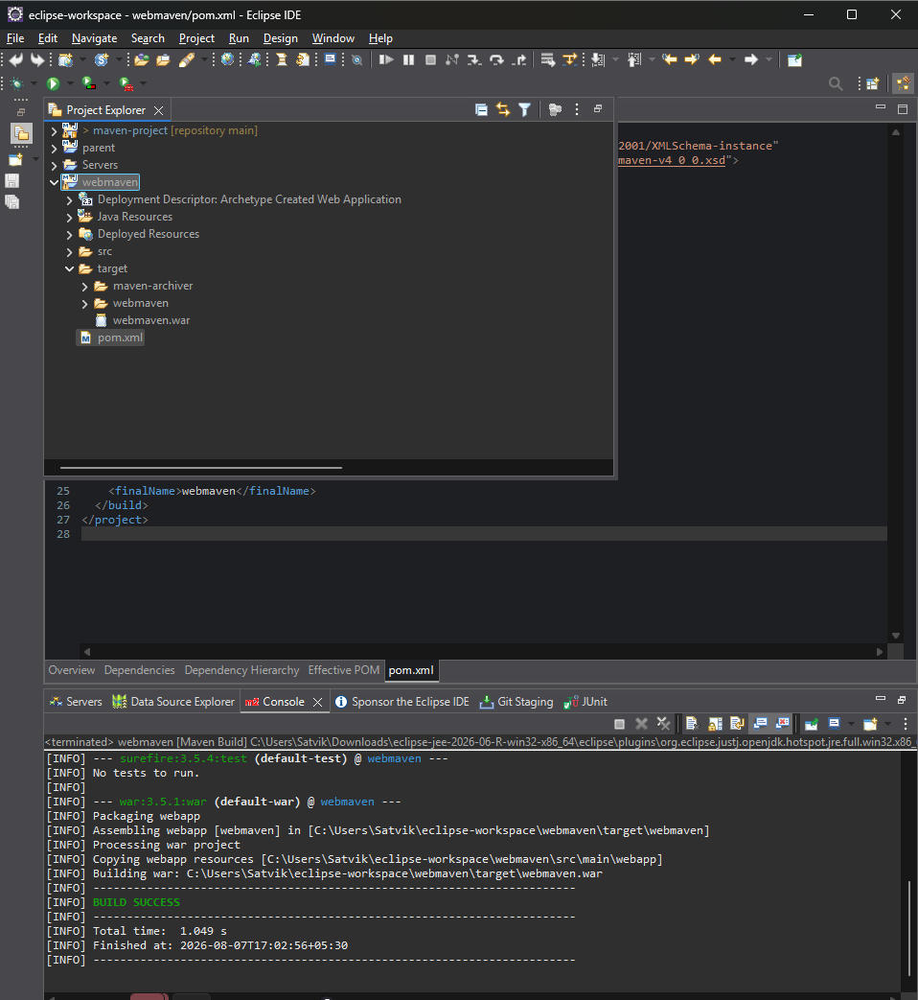 eclipse-workspace - webmaven/pom.xml - Eclipse IDE
File Edit Navigate Search Project Run Design Window Help
Project Explorer
> maven-project [repository main]
parent
Servers
webmaven
Deployment Descriptor: Archetype Created Web Application
Java Resources
Deployed Resources
src
target
maven-archiver
webmaven
webmaven.war
pom.xml
2001/XMLSchema-instance"
maven-v4_0_0.xsd">
25 <finalName>webmaven</finalName>
26 </build>
27 </project>
28
Overview Dependencies Dependency Hierarchy Effective POM pom.xml
Servers Data Source Explorer Console Sponsor the Eclipse IDE Git Staging JUnit
<terminated> webmaven [Maven Build] C:\Users\Satvik\Downloads\eclipse-jee-2026-06-R-win32-x86_64\eclipse\plugins\org.eclipse.justj.openjdk.hotspot.jre.full.win32.x86_
[INFO] --- surefire:3.5.4:test (default-test) @ webmaven ---
[INFO] No tests to run.
[INFO]
[INFO] --- war:3.5.1:war (default-war) @ webmaven ---
[INFO] Packaging webapp
[INFO] Assembling webapp [webmaven] in [C:\Users\Satvik\eclipse-workspace\webmaven\target\webmaven]
[INFO] Processing war project
[INFO] Copying webapp resources [C:\Users\Satvik\eclipse-workspace\webmaven\src\main\webapp]
[INFO] Building war: C:\Users\Satvik\eclipse-workspace\webmaven\target\webmaven.war
[INFO] ------------------------------------------------------------------------
[INFO] BUILD SUCCESS
[INFO] ------------------------------------------------------------------------
[INFO] Total time:  1.049 s
[INFO] Finished at: 2026-08-07T17:02:56+05:30
[INFO] ------------------------------------------------------------------------